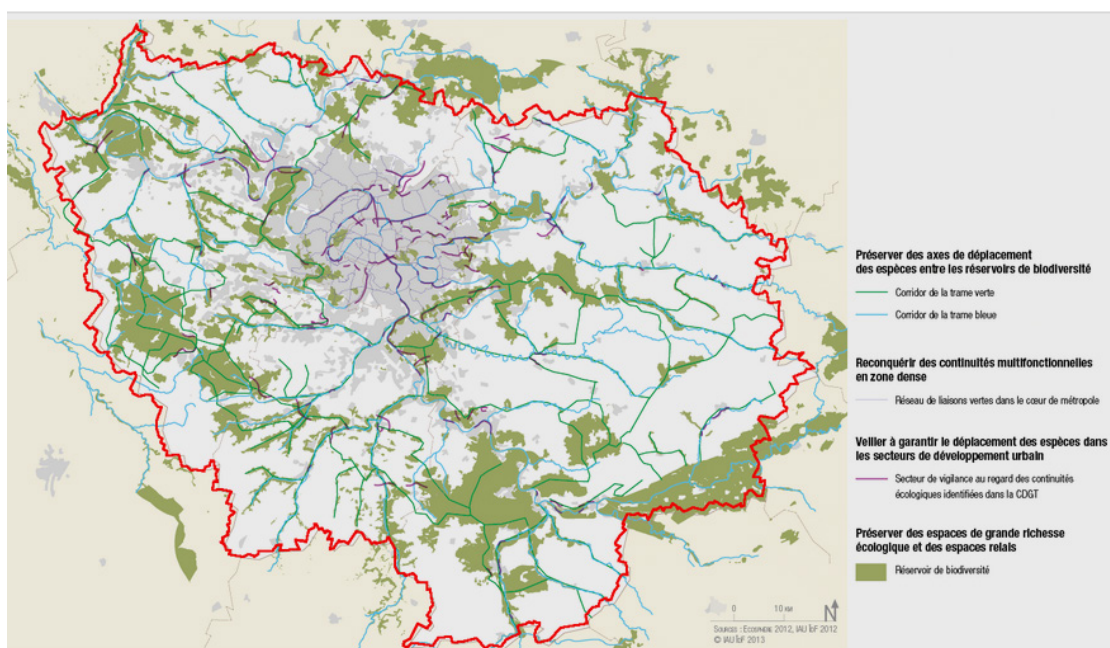 Préserver des axes de déplacement
des espèces entre les réservoirs de biodiversité
Corridor de la trame verte
Corridor de la trame bleue
Reconquérir des continuités multifonctionnelles
en zone dense
Réseau de liaisons vertes dans le cœur de métropole
Veiller à garantir le déplacement des espèces dans
les secteurs de développement urbain
Secteur de vigilance au regard des continuités
écologiques identifiées dans la CDGT
Préserver des espaces de grande richesse
écologique et des espaces relais
Réservoir de biodiversité
0 10 KM N
SOURCES : ECOSPHÈRE 2012, IAU îdF 2012
© IAU îdF 2013